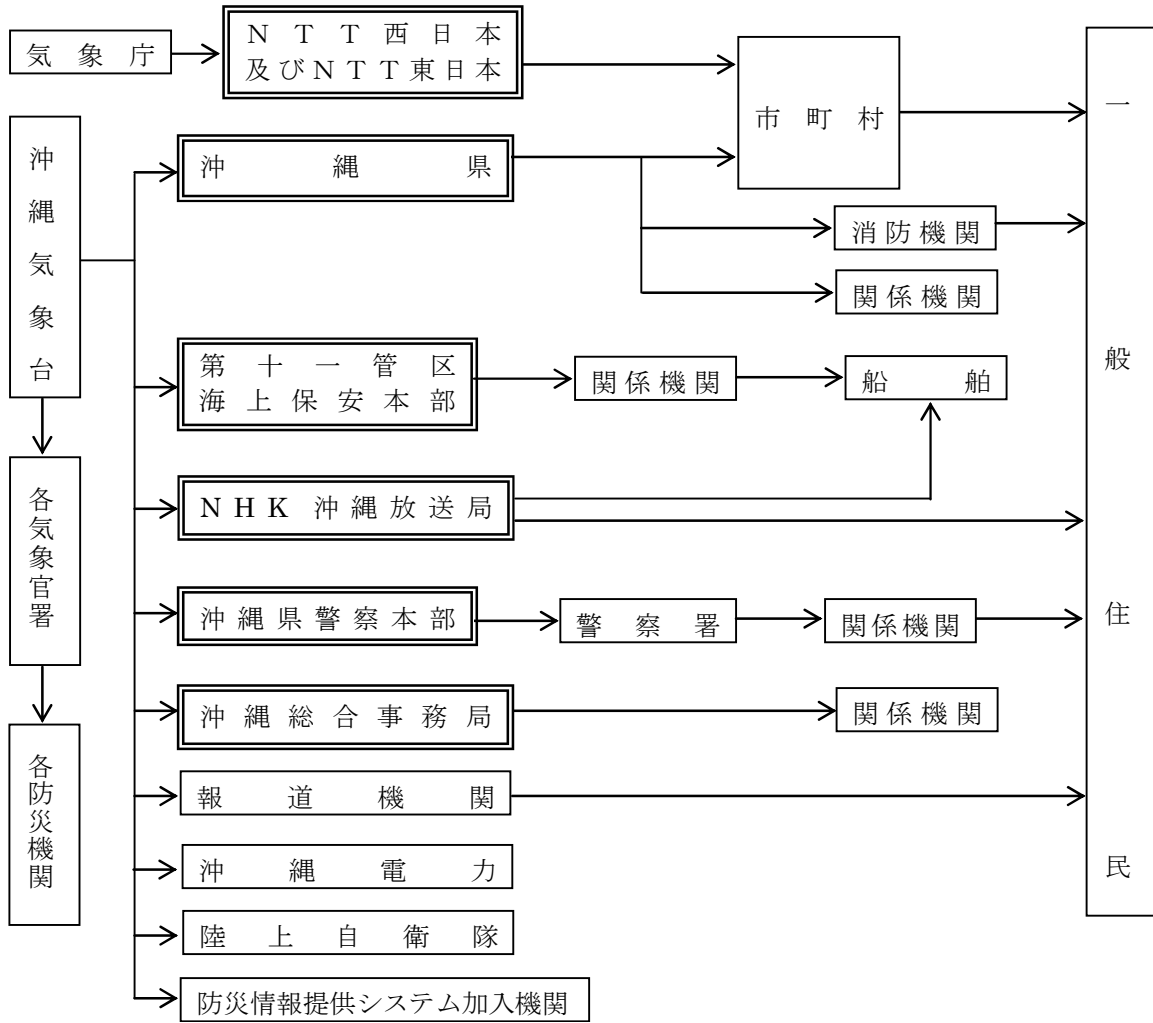 気象庁
NTT西日本
及びNTT東日本
市町村
一般住民
沖縄気象台
沖縄県
消防機関
関係機関
第十一管区
海上保安本部
関係機関
船舶
各気象官署
NHK沖縄放送局
沖縄県警察本部
警察署
関係機関
沖縄総合事務局
関係機関
各防災機関
報道機関
沖縄電力
陸上自衛隊
防災情報提供システム加入機関